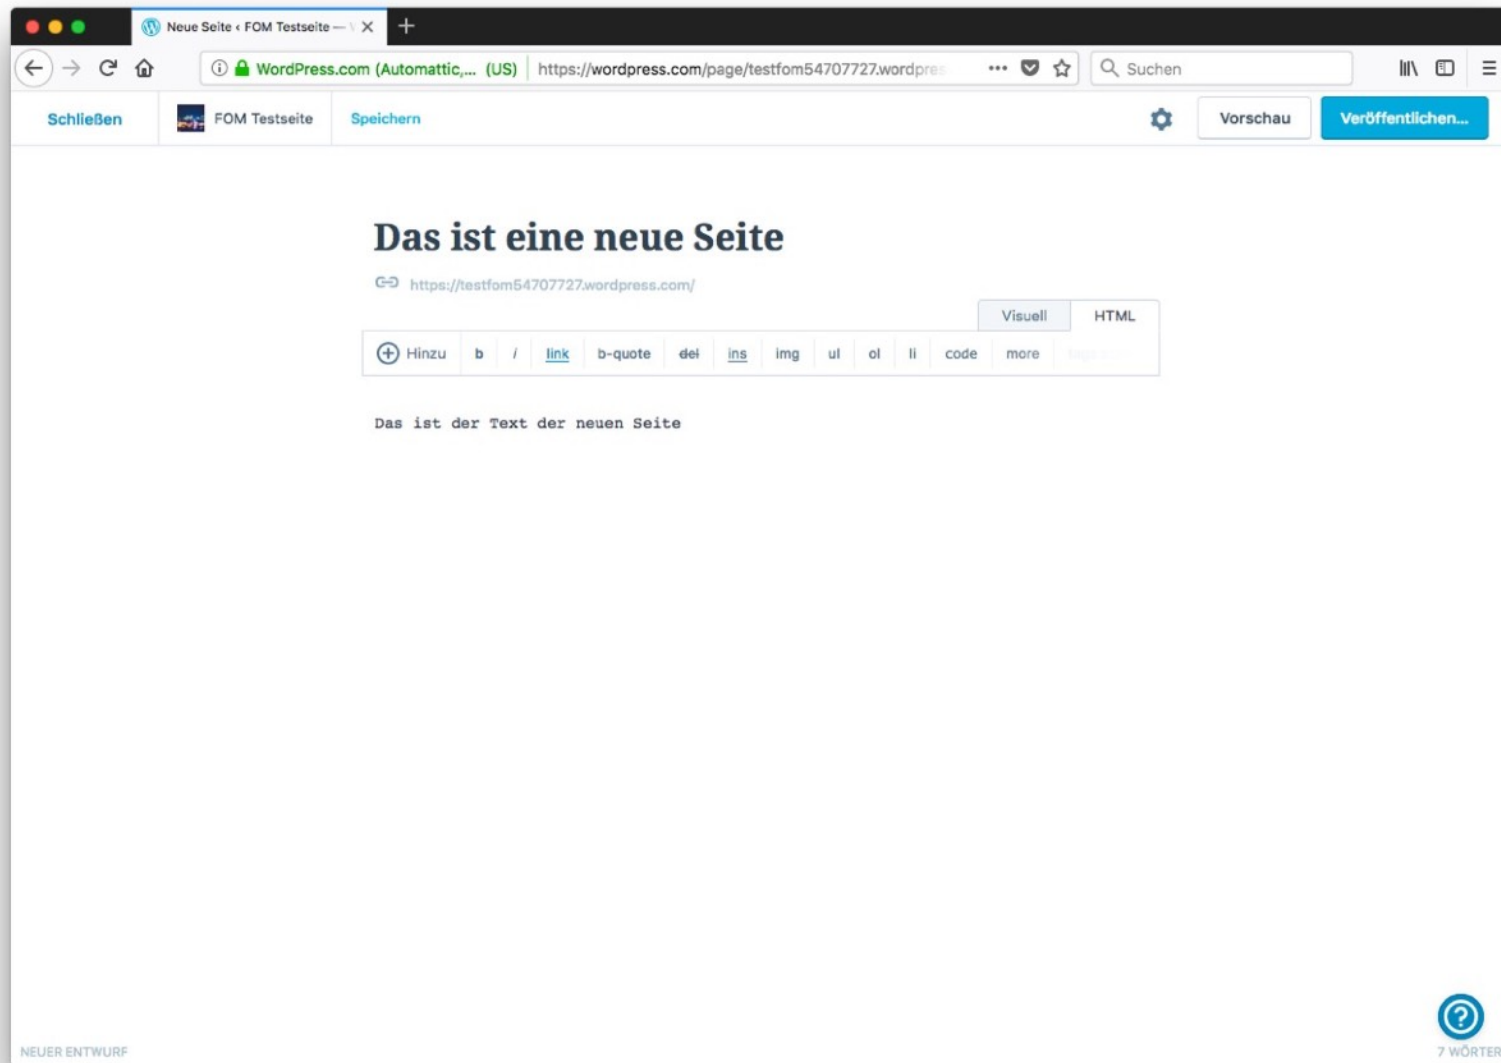 Neue Seite ‹ FOM Testseite —
WordPress.com (Automattic,... (US) https://wordpress.com/page/testfom54707727.wordpres ••• Suchen
Schließen FOM Testseite Speichern Vorschau Veröffentlichen...
Das ist eine neue Seite
https://testfom54707727.wordpress.com/
Visuell HTML
Hinzu b i link b-quote del ins img ul ol li code more
Das ist der Text der neuen Seite
NEUER ENTWURF 7 WÖRTER